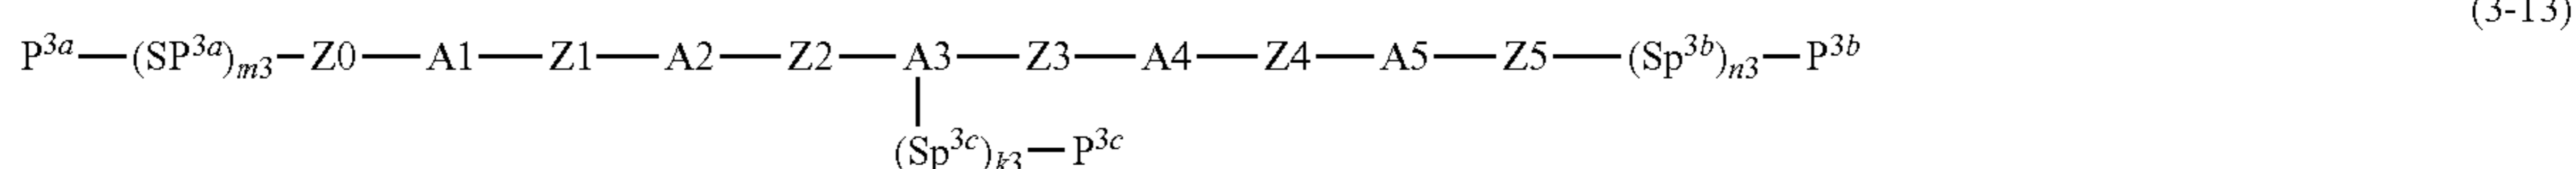 (3-13)
P3a—(SP3a)m3—Z0—A1—Z1—A2—Z2—A3—Z3—A4—Z4—A5—Z5—(Sp3b)n3—P3b
(Sp3c)k3—P3c